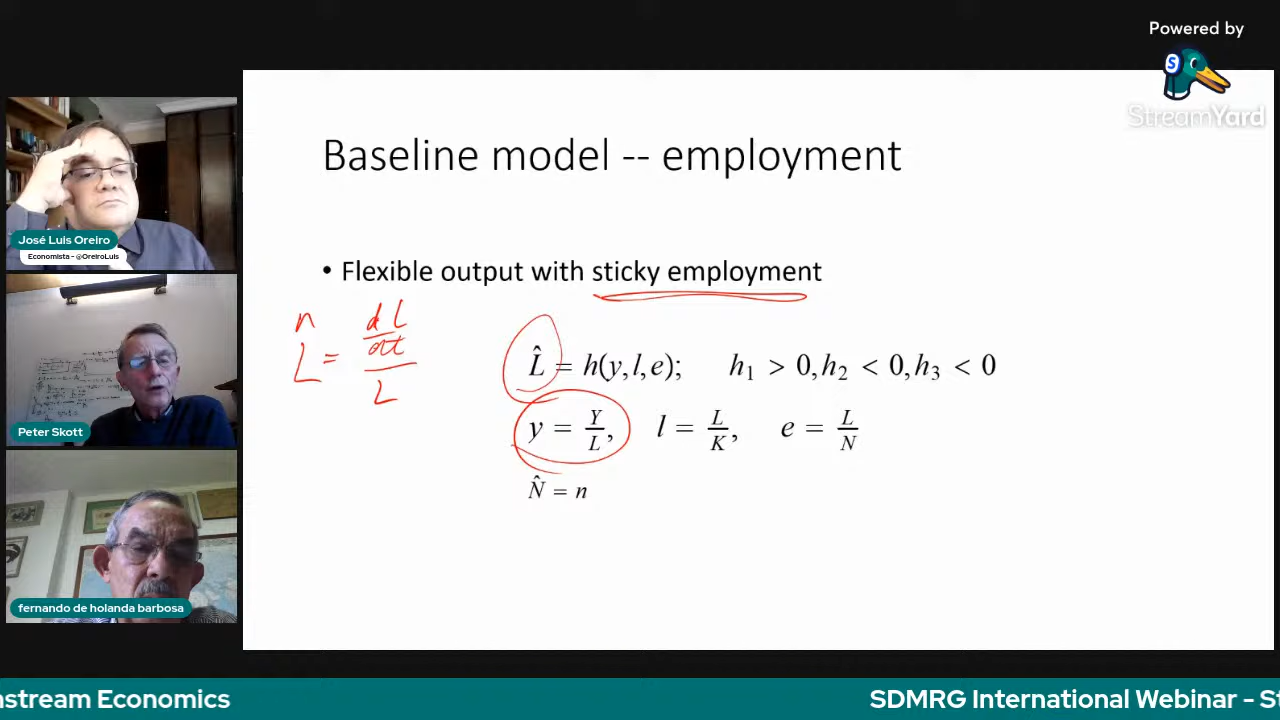 Powered by
StreamYard
Baseline model -- employment
José Luis Oreiro
Economista - @OreiroLuis
• Flexible output with sticky employment
L̂ = dL/dt / L
L̂ = h(y, l, e); h₁ > 0, h₂ < 0, h₃ < 0
y = Y/L, l = L/K, e = L/N
N̂ = n
Peter Skott
fernando de holanda barbosa
nstream Economics
SDMRG International Webinar - St